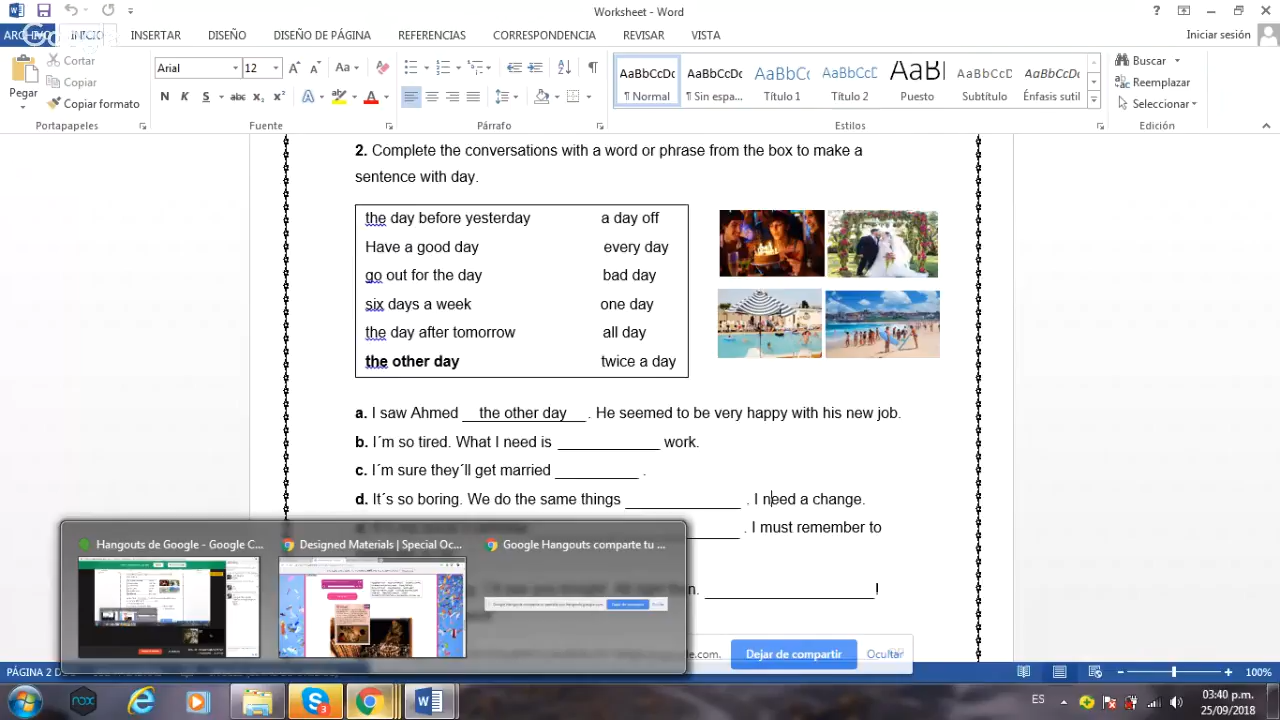 Worksheet - Word
ARCHIVO INICIO INSERTAR DISEÑO DISEÑO DE PÁGINA REFERENCIAS CORRESPONDENCIA REVISAR VISTA Iniciar sesión
Pegar
Cortar
Copiar
Copiar formato
Portapapeles
Arial 12
Fuente
Párrafo
AaBbCcDc ¶ Normal
AaBbCcDc ¶ Sin espa...
AaBbCc Título 1
AaBbCcD Título 2
AaBl Puesto
AaBbCcD Subtítulo
AaBbCcDc Énfasis sutil
Estilos
Buscar
Reemplazar
Seleccionar
Edición
2. Complete the conversations with a word or phrase from the box to make a
sentence with day.
the day before yesterday a day off
Have a good day every day
go out for the day bad day
six days a week one day
the day after tomorrow all day
the other day twice a day
a. I saw Ahmed __the other day__. He seemed to be very happy with his new job.
b. I´m so tired. What I need is ____________ work.
c. I´m sure they´ll get married __________ .
d. It´s so boring. We do the same things ______________ . I need a change.
. I must remember to
Hangouts de Google - Google C...
Designed Materials | Special Oc...
Google Hangouts comparte tu ...
n. ____________________!
.com. Dejar de compartir Ocultar
PÁGINA 2 DE 100%
ES 03:40 p.m.
25/09/2018